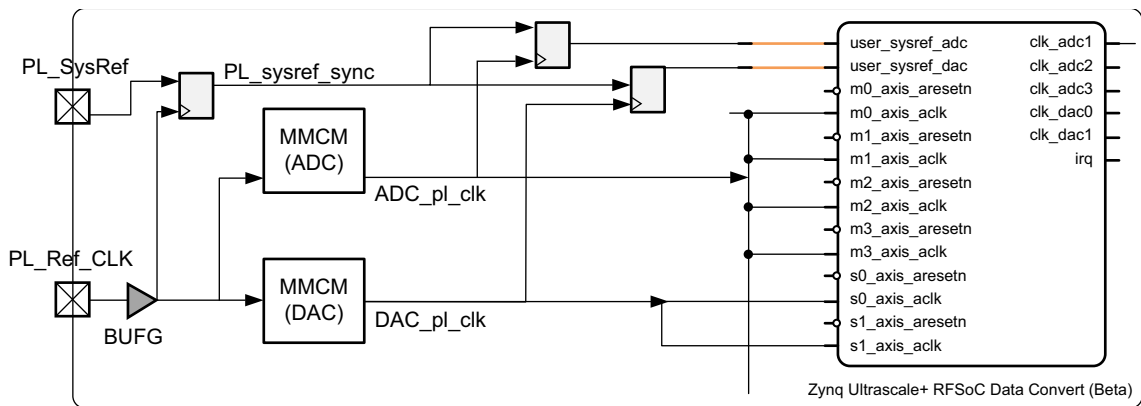 PL_SysRef
PL_sysref_sync
MMCM
(ADC)
ADC_pl_clk
PL_Ref_CLK
BUFG
MMCM
(DAC)
DAC_pl_clk
user_sysref_adc
user_sysref_dac
m0_axis_aresetn
m0_axis_aclk
m1_axis_aresetn
m1_axis_aclk
m2_axis_aresetn
m2_axis_aclk
m3_axis_aresetn
m3_axis_aclk
s0_axis_aresetn
s0_axis_aclk
s1_axis_aresetn
s1_axis_aclk
clk_adc1
clk_adc2
clk_adc3
clk_dac0
clk_dac1
irq
Zynq Ultrascale+ RFSoC Data Convert (Beta)